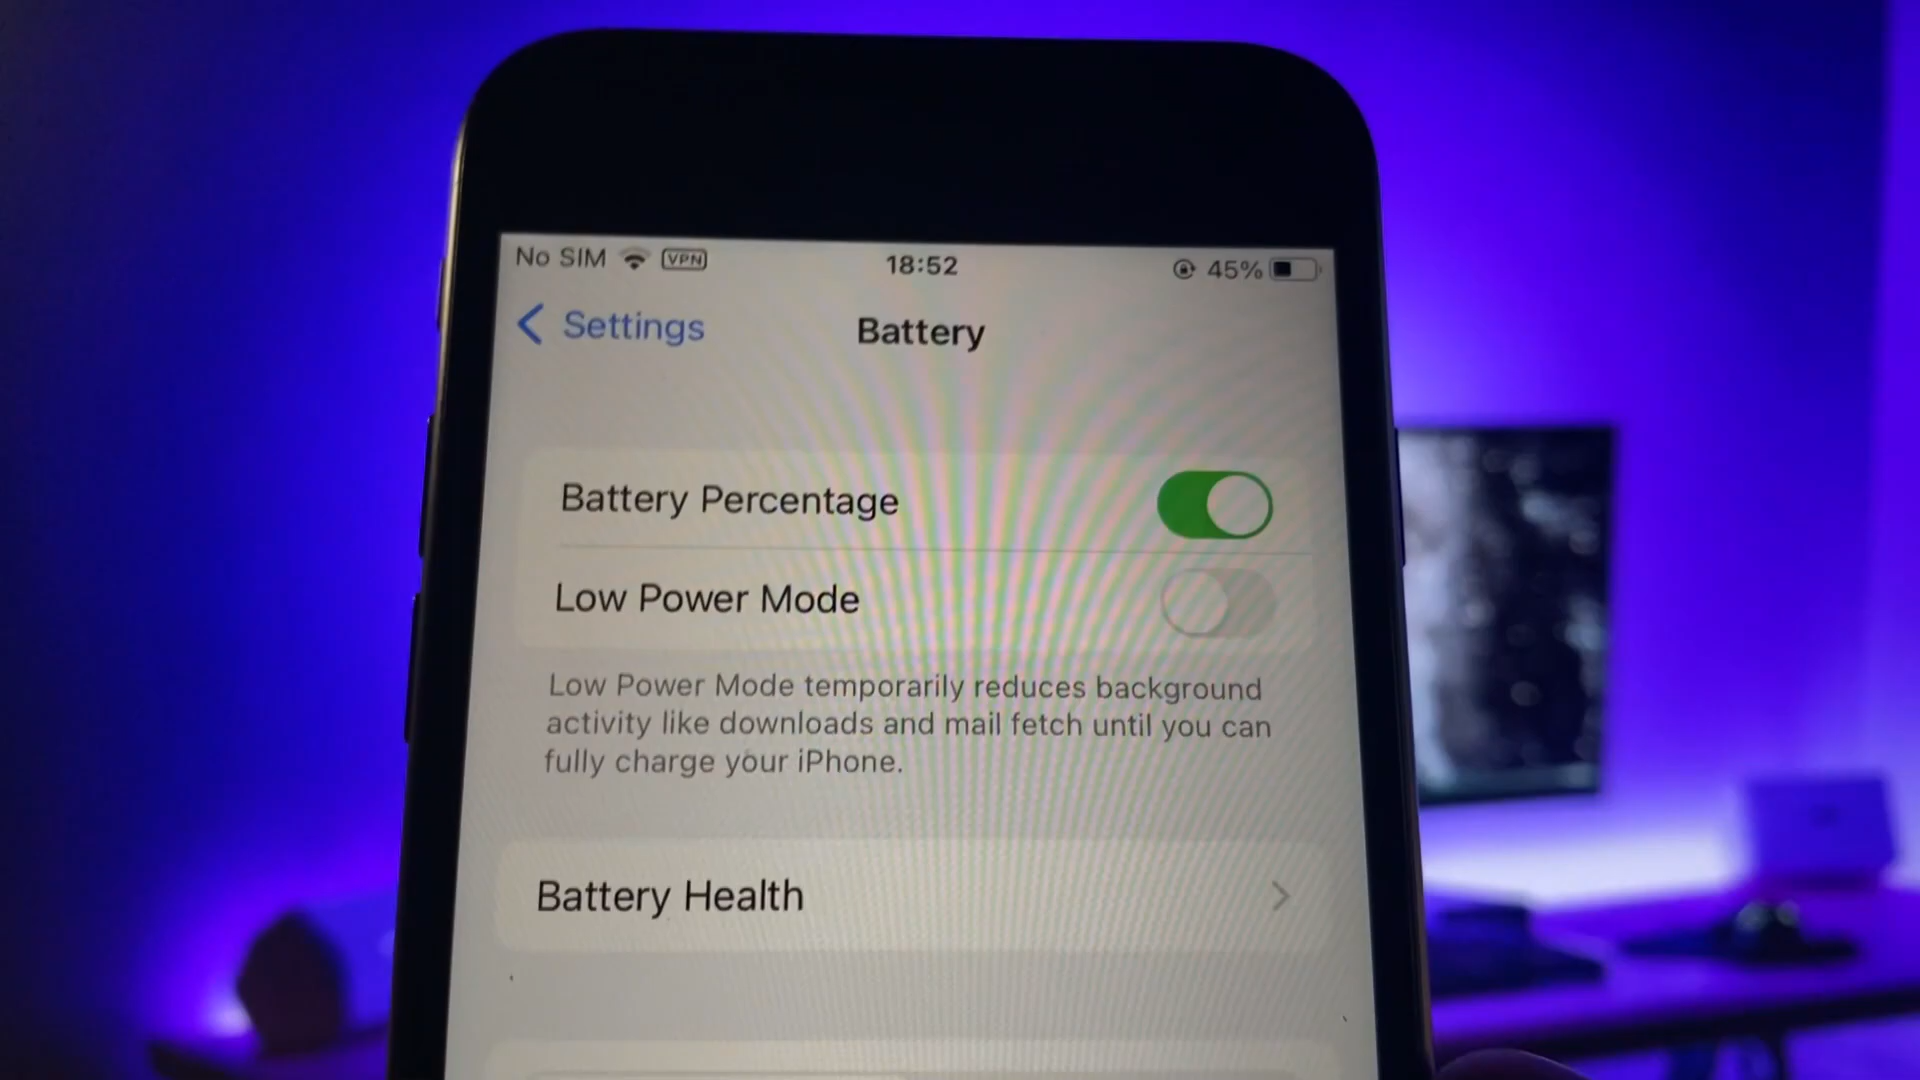 No SIM VPN 18:52 45%
Settings Battery
Battery Percentage
Low Power Mode
Low Power Mode temporarily reduces background
activity like downloads and mail fetch until you can
fully charge your iPhone.
Battery Health